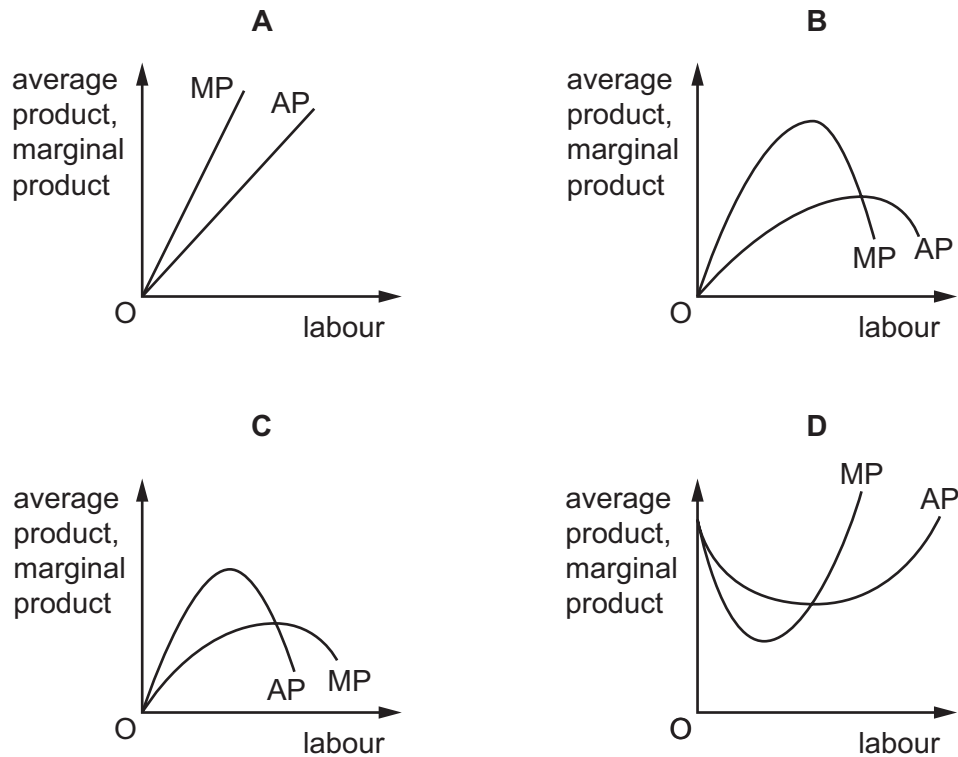 A
average
product,
marginal
product
MP
AP
O
labour
B
average
product,
marginal
product
MP
AP
O
labour
C
average
product,
marginal
product
AP
MP
O
labour
D
average
product,
marginal
product
MP
AP
O
labour